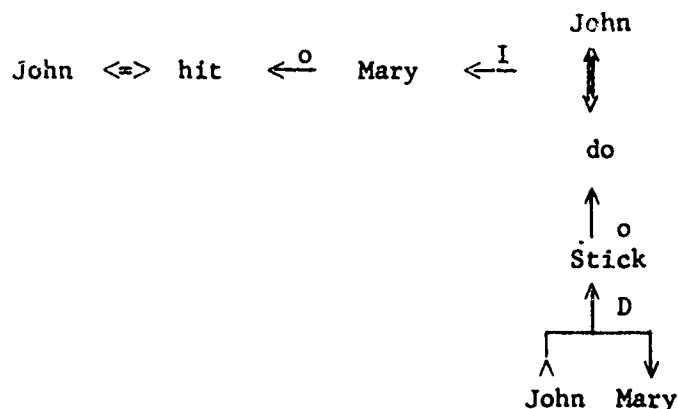 John
John <=> hit <-- o Mary <-- I
do
o
Stick
D
John Mary